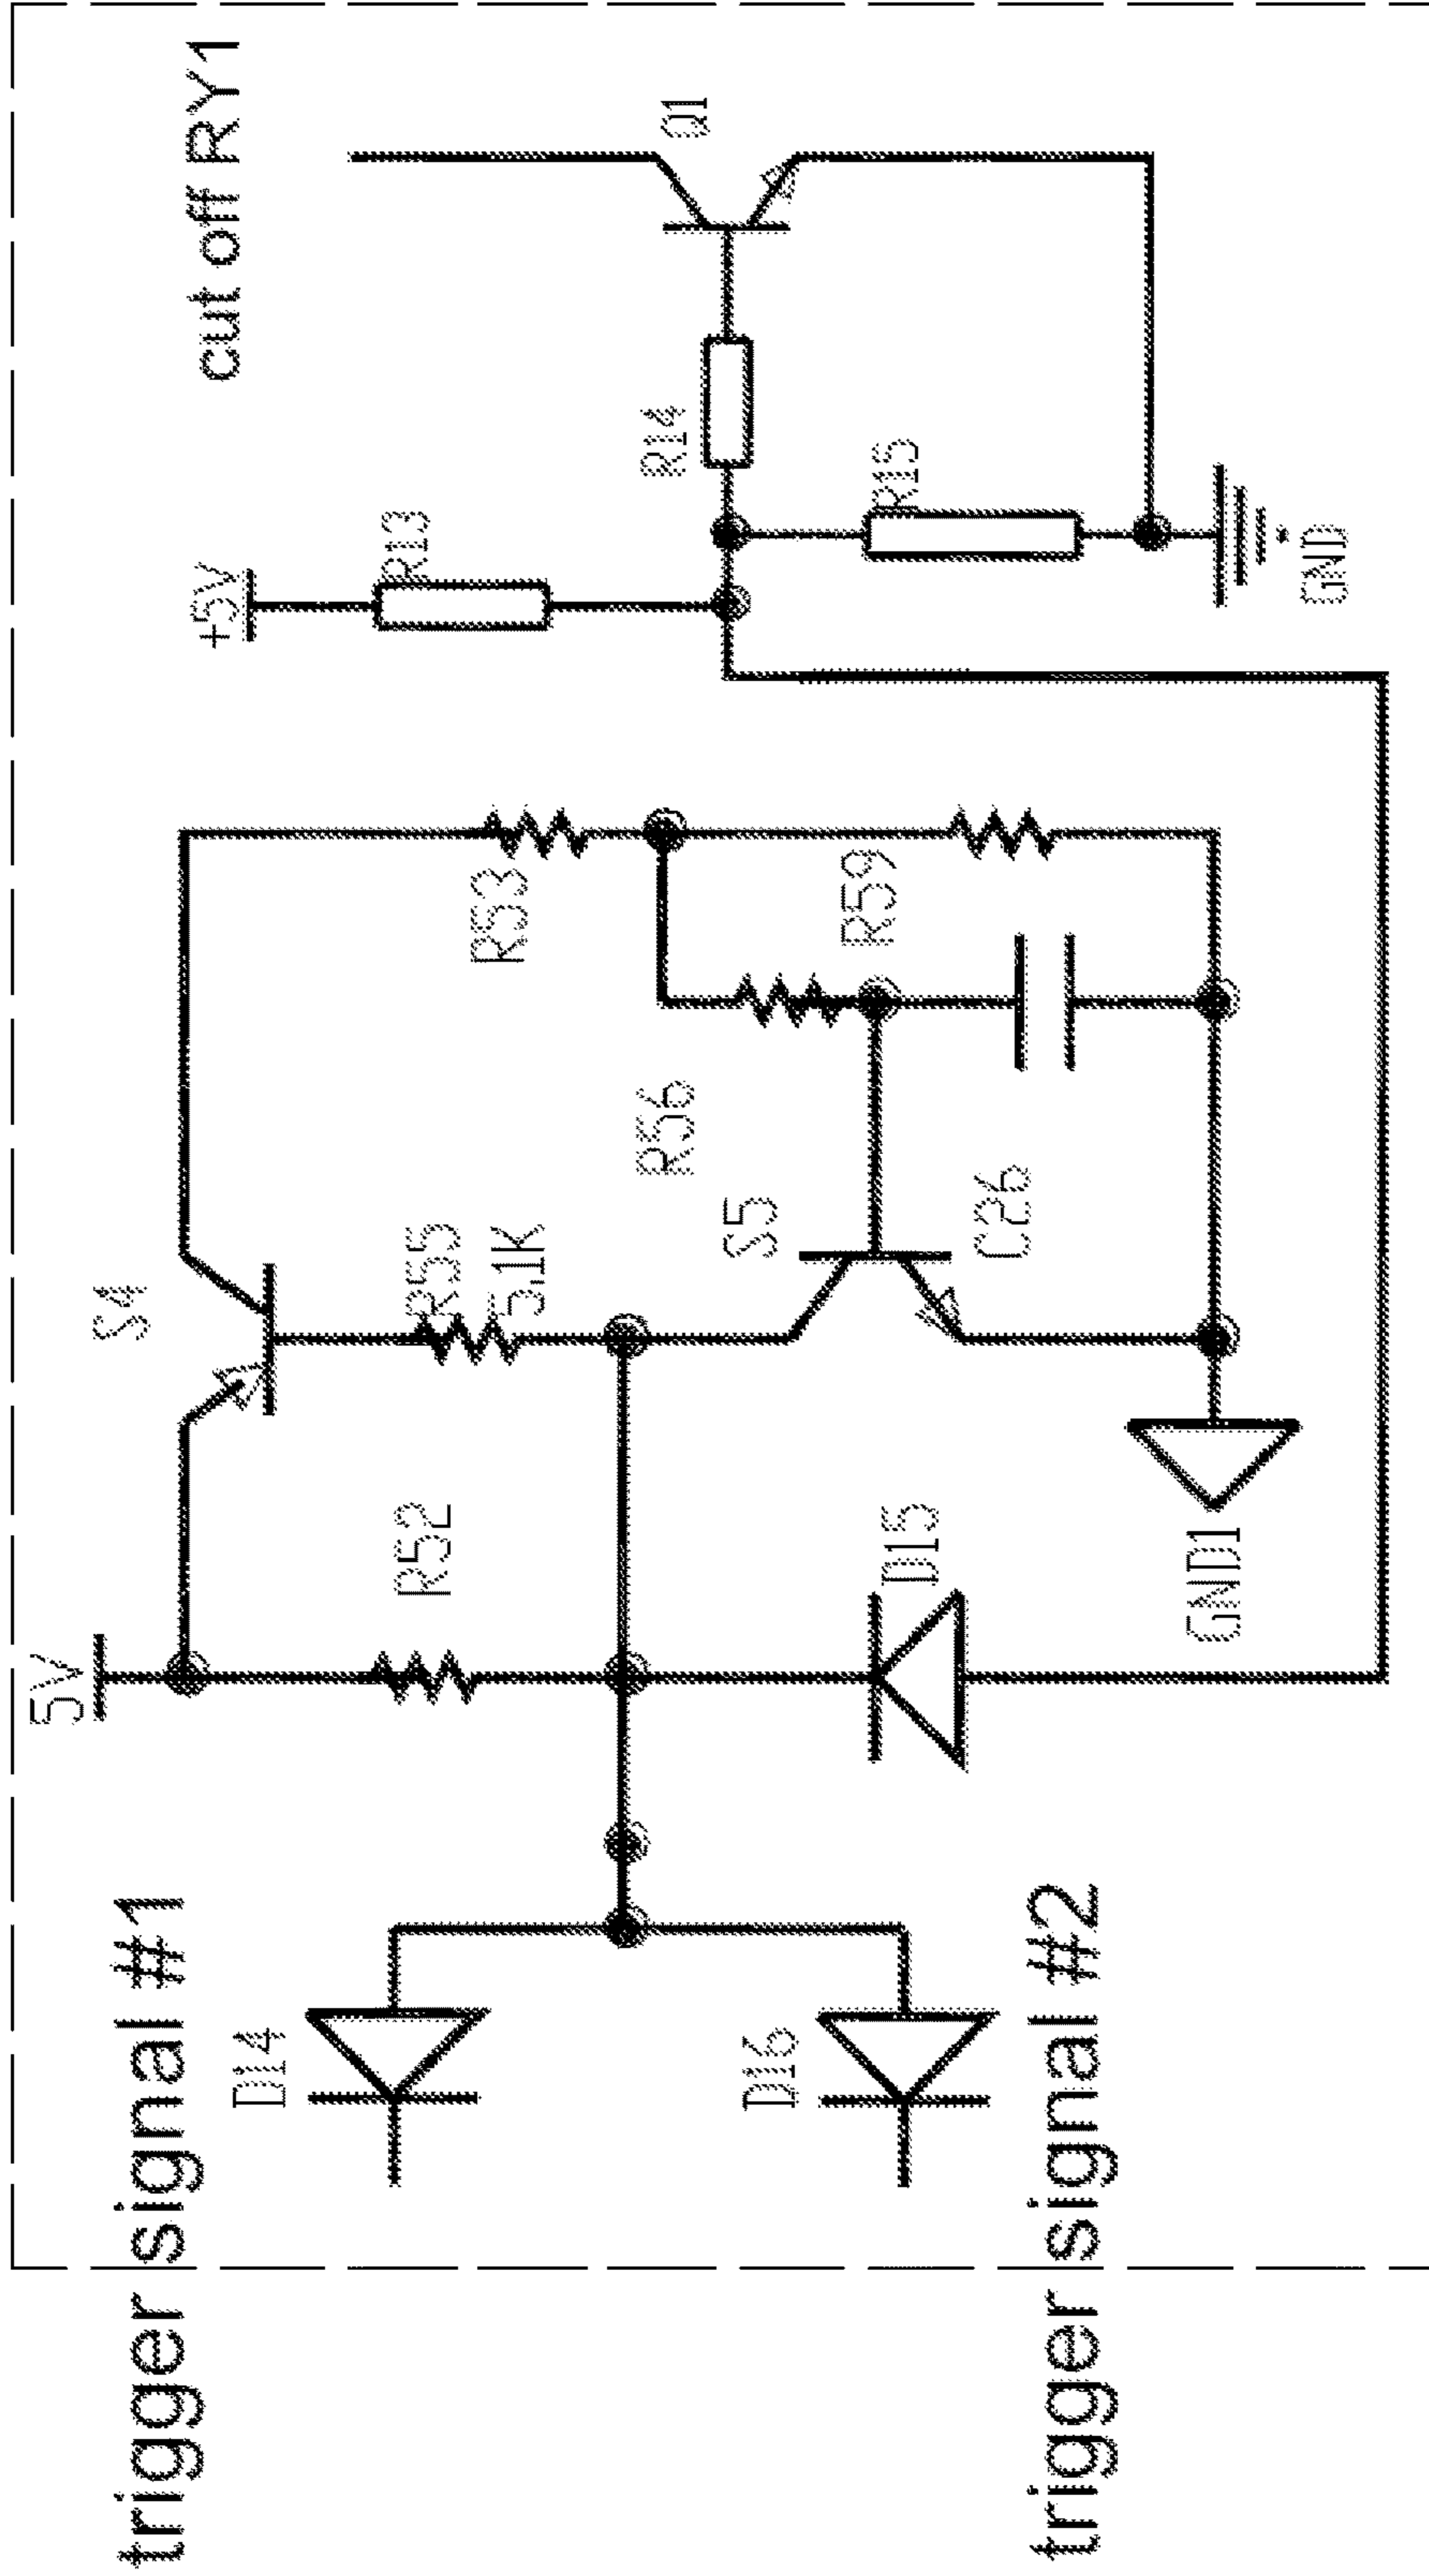 cut off RY1
Q1
R14
R15
R13
+5V
GND
R53
R59
R56
S4
R55
5.1K
S5
C26
R52
D15
GND1
5V
trigger signal #1
D14
D16
trigger signal #2